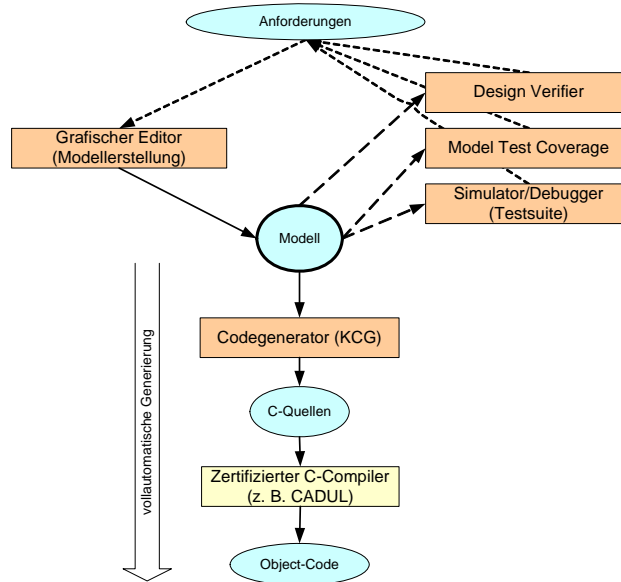 Anforderungen
Design Verifier
Grafischer Editor
(Modellerstellung)
Model Test Coverage
Simulator/Debugger
(Testsuite)
Modell
vollautomatische Generierung
Codegenerator (KCG)
C-Quellen
Zertifizierter C-Compiler
(z. B. CADUL)
Object-Code